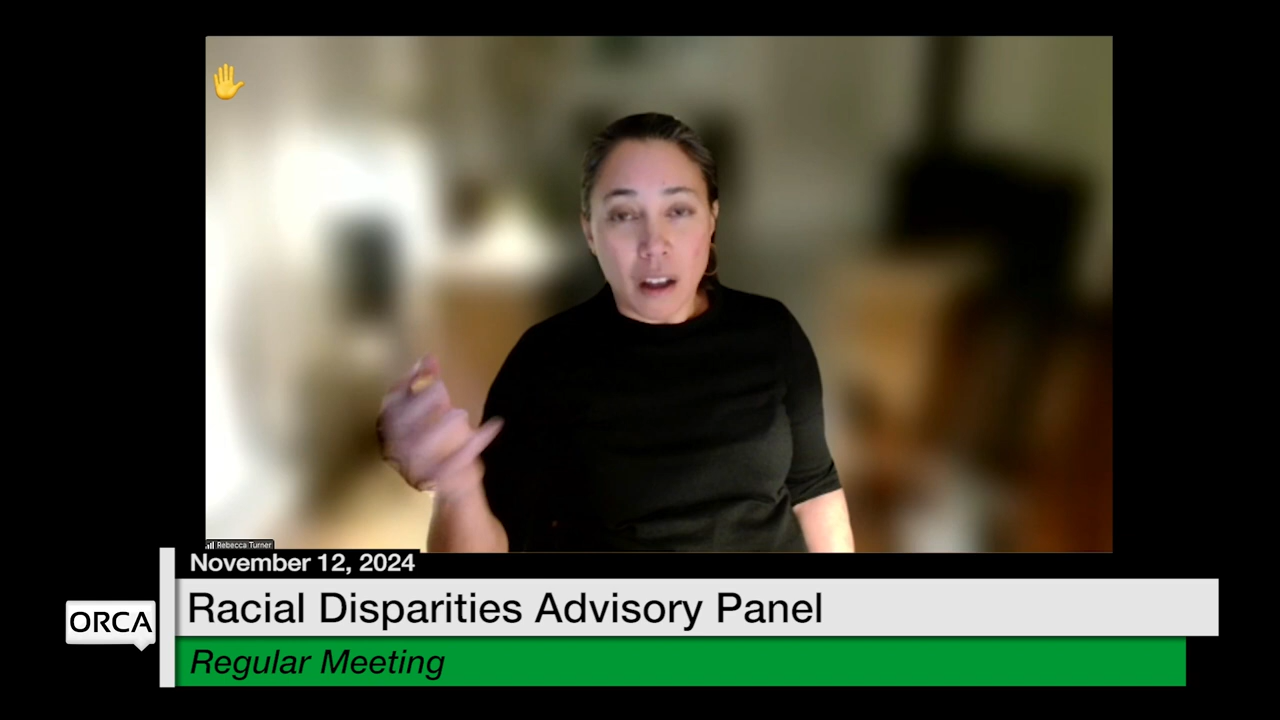 Rebecca Turner
November 12, 2024
ORCA
Racial Disparities Advisory Panel
Regular Meeting